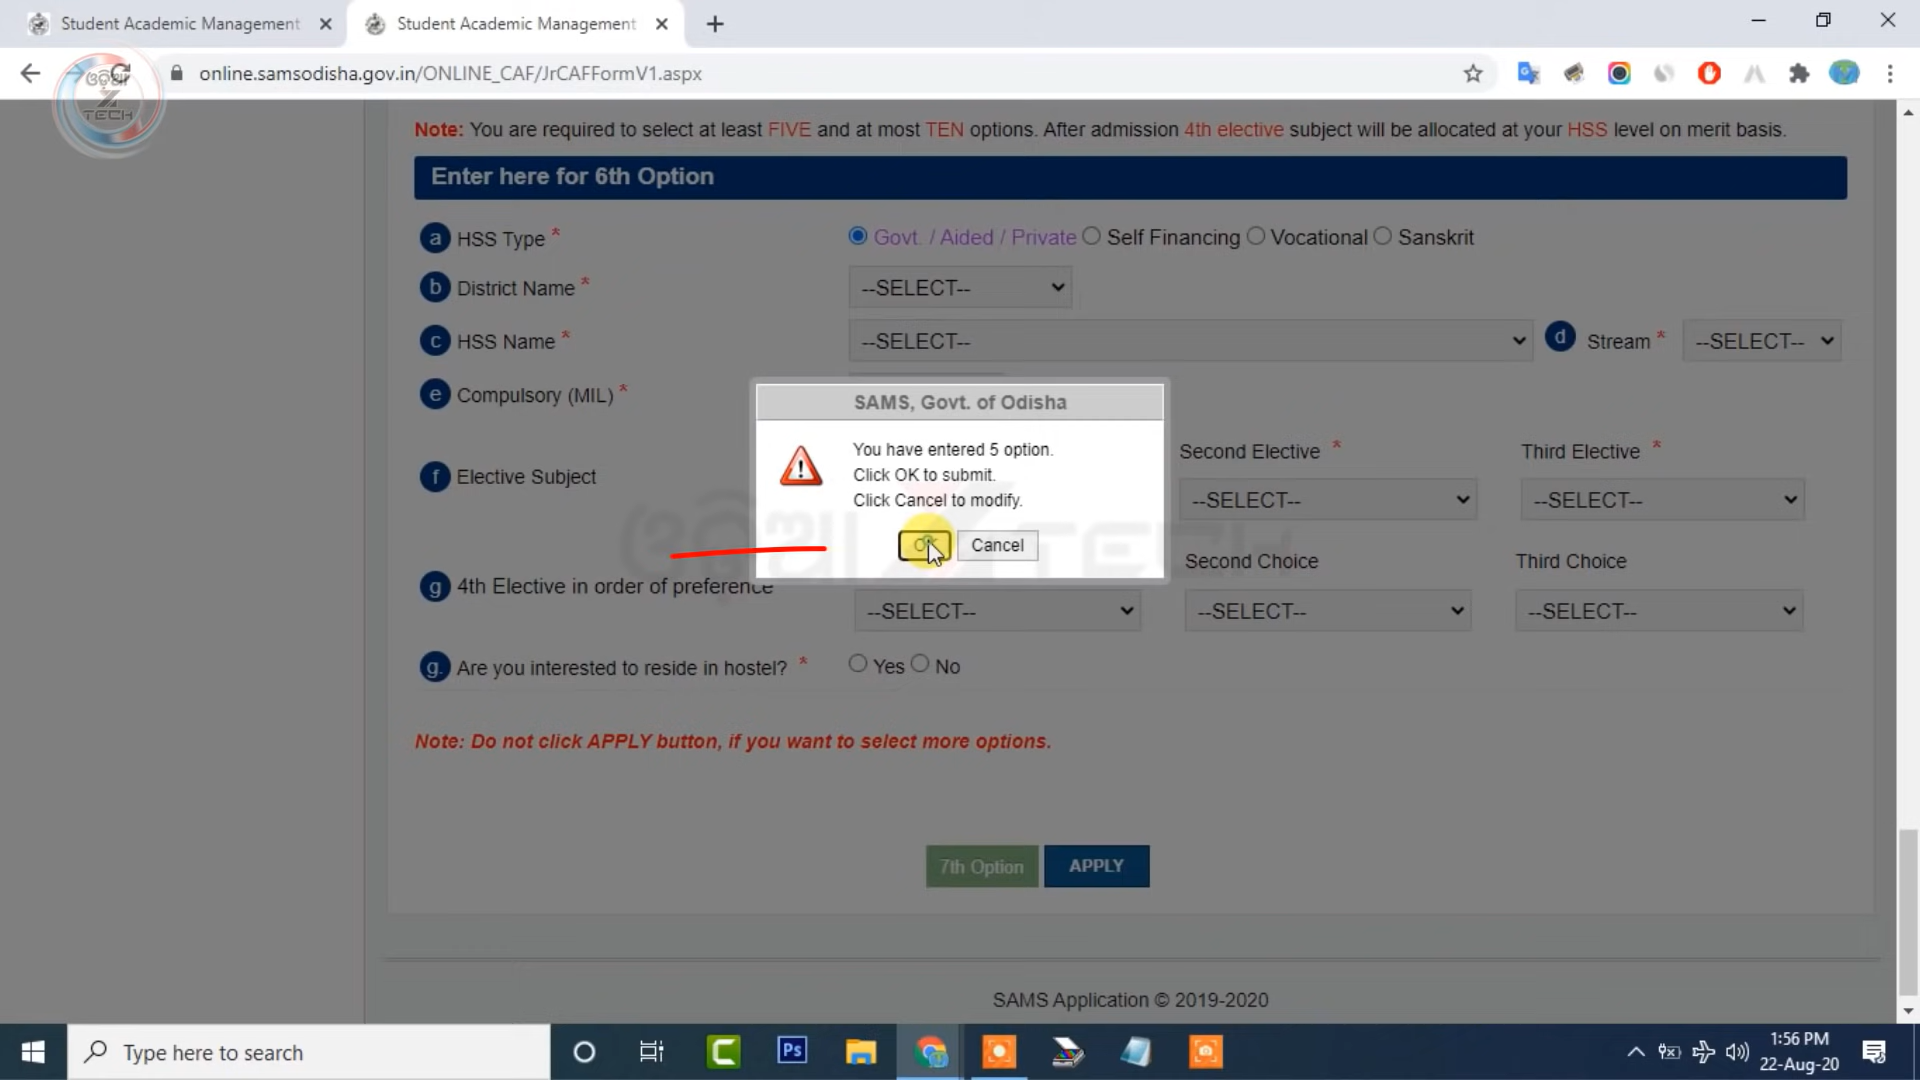 Student Academic Management
Student Academic Management
online.samsodisha.gov.in/ONLINE_CAF/JrCAFFormV1.aspx
ଓଡ଼ିଆ
Z
TECH
Note: You are required to select at least FIVE and at most TEN options. After admission 4th elective subject will be allocated at your HSS level on merit basis.
Enter here for 6th Option
a HSS Type * Govt. / Aided / Private Self Financing Vocational Sanskrit
b District Name * --SELECT--
c HSS Name * --SELECT-- d Stream * --SELECT--
e Compulsory (MIL) *
SAMS, Govt. of Odisha
You have entered 5 option.
Click OK to submit.
Click Cancel to modify.
OK Cancel
Second Elective * Third Elective *
f Elective Subject --SELECT-- --SELECT--
ଓଡ଼ିଆ Z TECH
Second Choice Third Choice
g 4th Elective in order of preference --SELECT-- --SELECT-- --SELECT--
g. Are you interested to reside in hostel? * Yes No
Note: Do not click APPLY button, if you want to select more options.
7th Option APPLY
SAMS Application © 2019-2020
Type here to search
C
Ps
1:56 PM
22-Aug-20